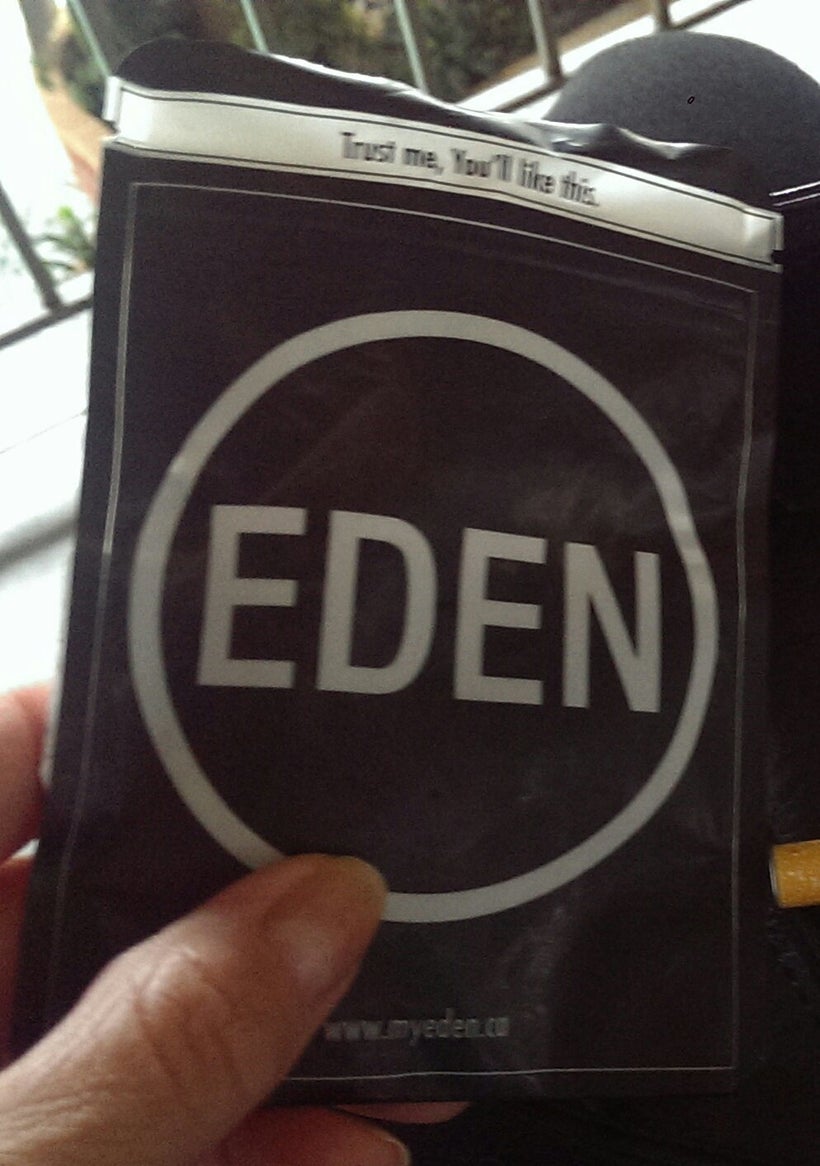 Trust me, You'll like this.
EDEN
www.myeden.ca